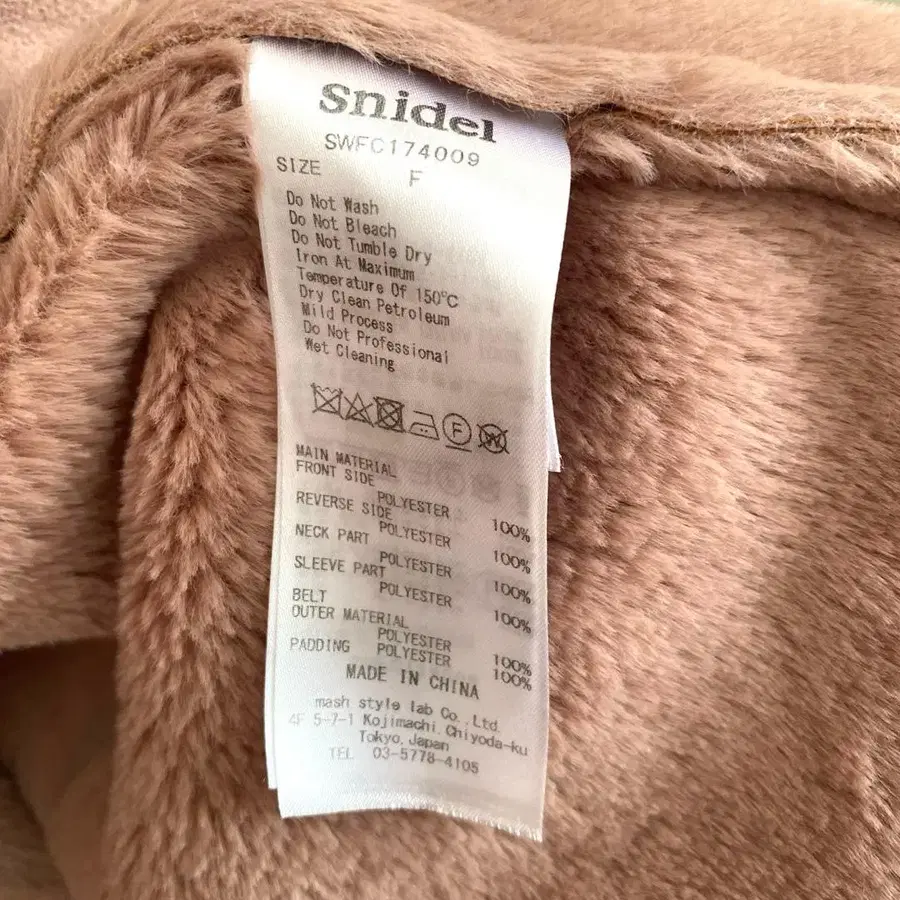 Snidel
SWFC174009
SIZE F
Do Not Wash
Do Not Bleach
Do Not Tumble Dry
Iron At Maximum
Temperature Of 150℃
Dry Clean Petroleum
Mild Process
Do Not Professional
Wet Cleaning
F W
MAIN MATERIAL
FRONT SIDE
POLYESTER 100%
REVERSE SIDE
POLYESTER 100%
NECK PART
POLYESTER 100%
SLEEVE PART
POLYESTER 100%
BELT
OUTER MATERIAL
POLYESTER 100%
PADDING POLYESTER 100%
MADE IN CHINA
mash style lab Co., Ltd.
4F 5-7-1 Kojimachi, Chiyoda-ku
Tokyo, Japan
TEL 03-5778-4105